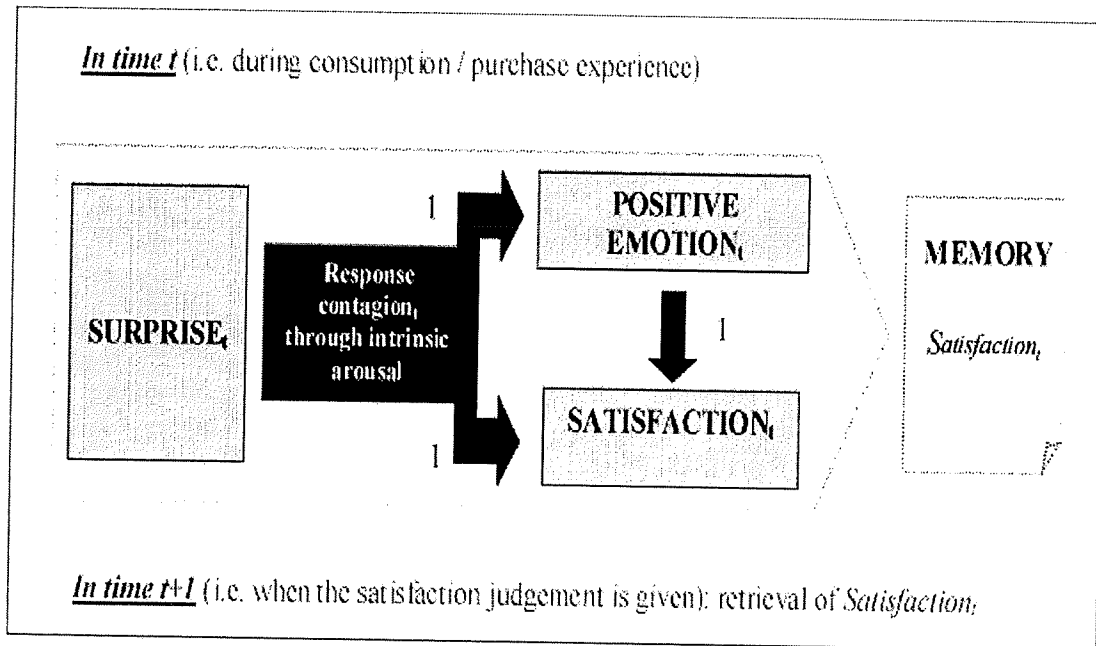 In time t (i.e. during consumption / purchase experience)
SURPRISEt
Response
contagiont
through intrinsic
arousal
1
1
POSITIVE
EMOTIONt
1
SATISFACTIONt
MEMORY
Satisfactiont
In time t+1 (i.e. when the satisfaction judgement is given): retrieval of Satisfactiont